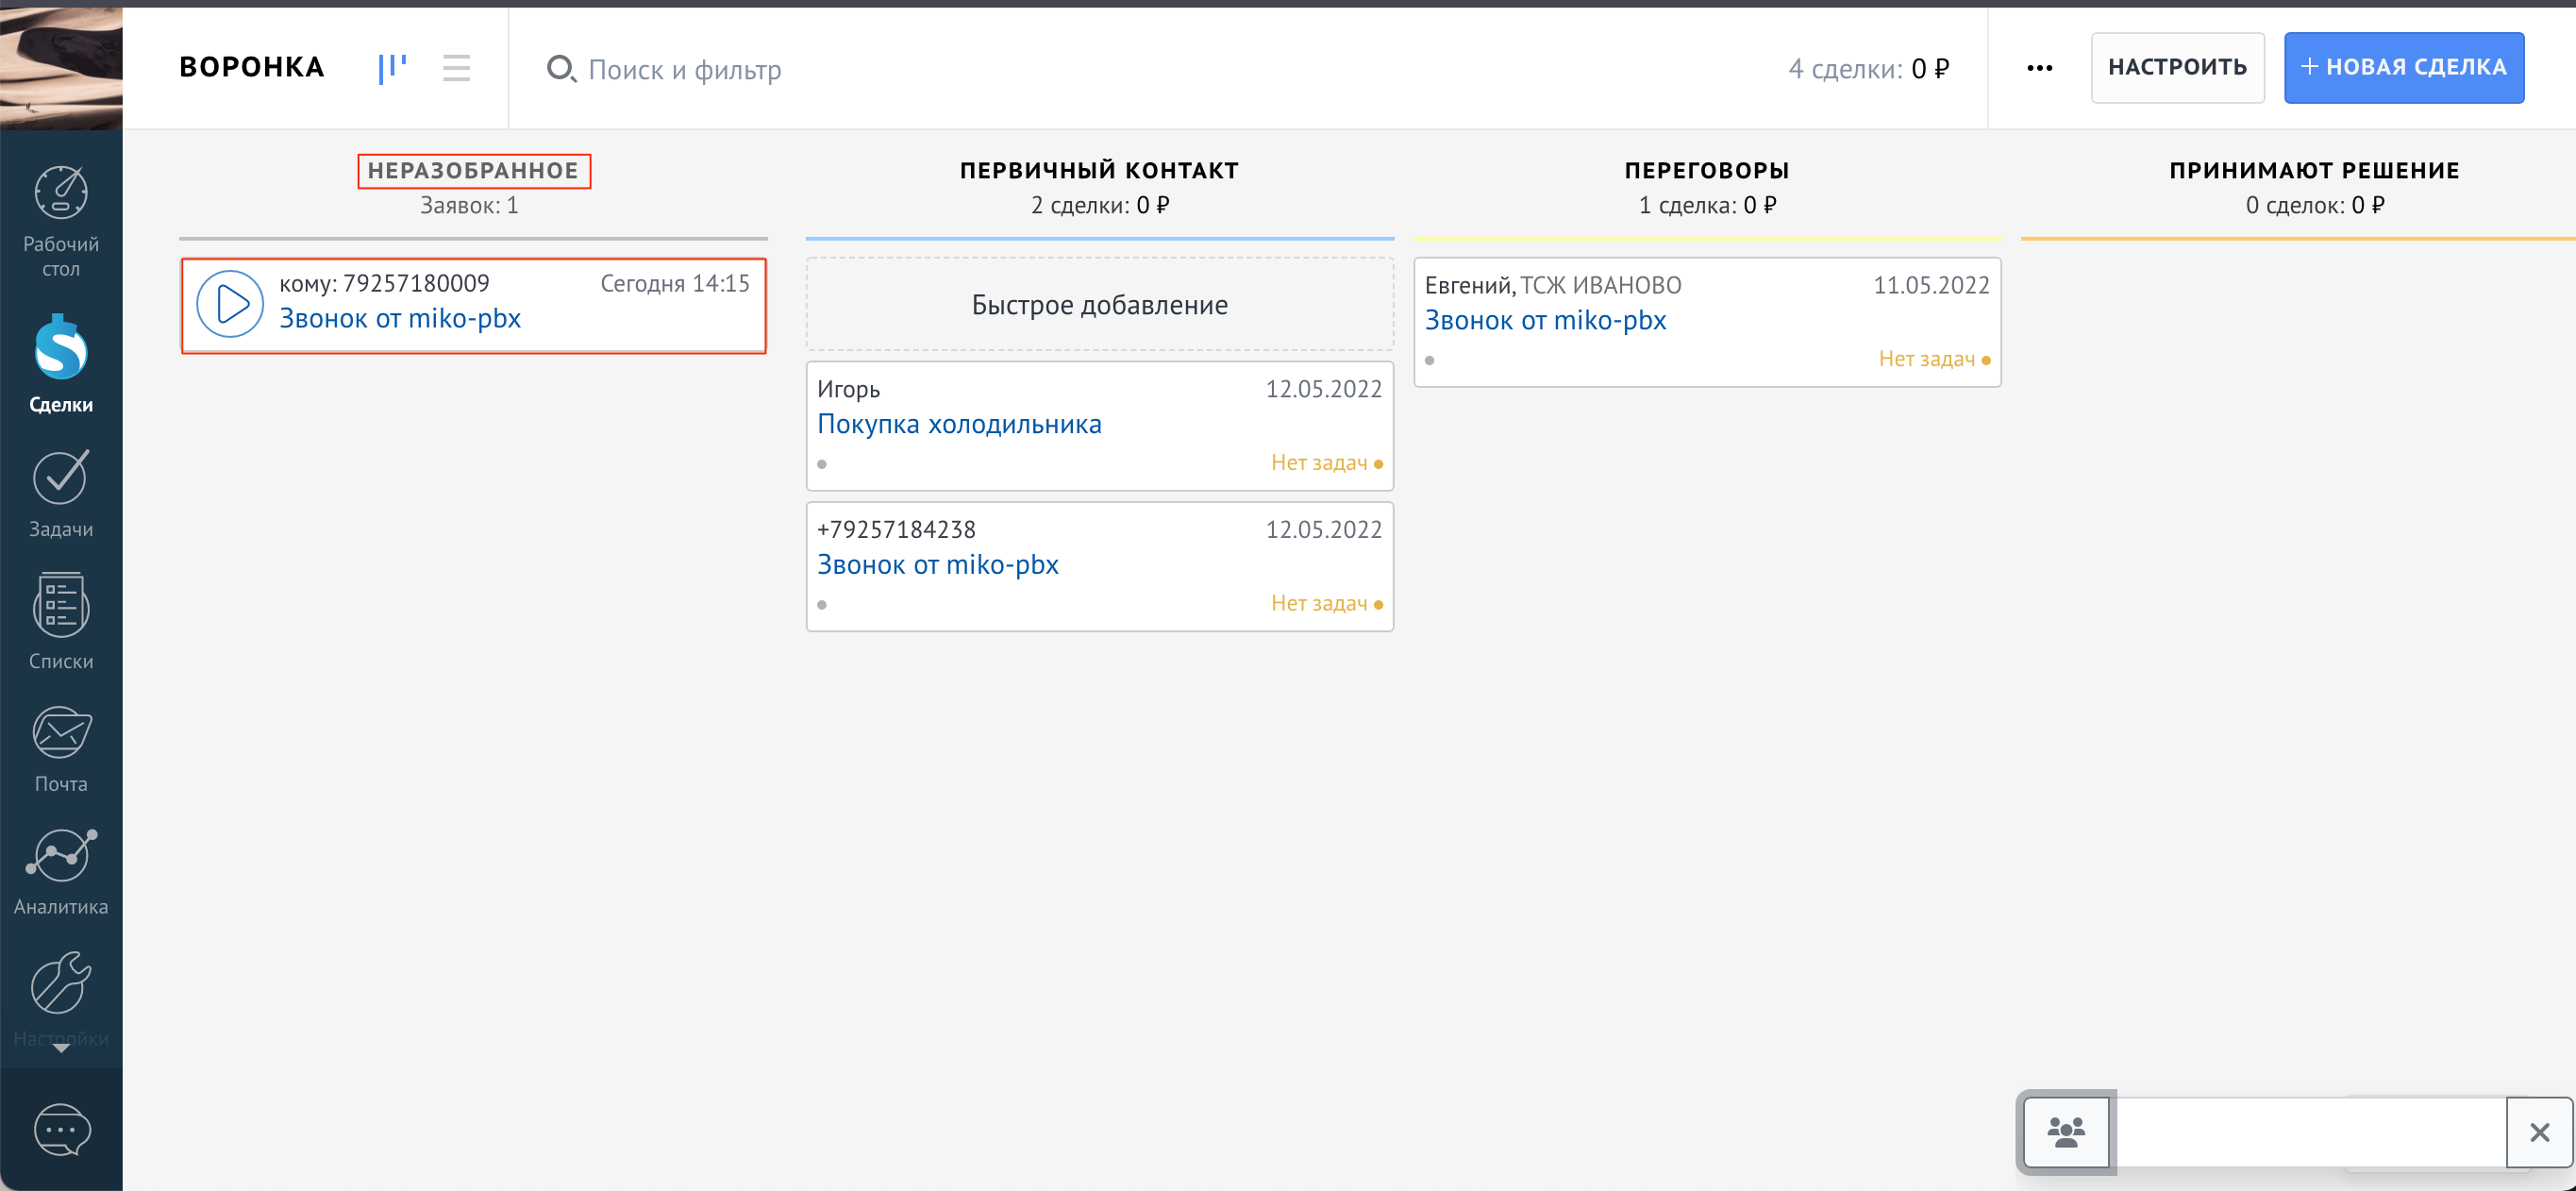 ВОРОНКА
Поиск и фильтр
4 сделки: 0 ₽
НАСТРОИТЬ
+ НОВАЯ СДЕЛКА
Рабочий
стол
Сделки
Задачи
Списки
Почта
Аналитика
Настройки
НЕРАЗОБРАННОЕ
Заявок: 1
кому: 79257180009 Сегодня 14:15
Звонок от miko-pbx
ПЕРВИЧНЫЙ КОНТАКТ
2 сделки: 0 ₽
Быстрое добавление
Игорь 12.05.2022
Покупка холодильника
Нет задач
+79257184238 12.05.2022
Звонок от miko-pbx
Нет задач
ПЕРЕГОВОРЫ
1 сделка: 0 ₽
Евгений, ТСЖ ИВАНОВО 11.05.2022
Звонок от miko-pbx
Нет задач
ПРИНИМАЮТ РЕШЕНИЕ
0 сделок: 0 ₽